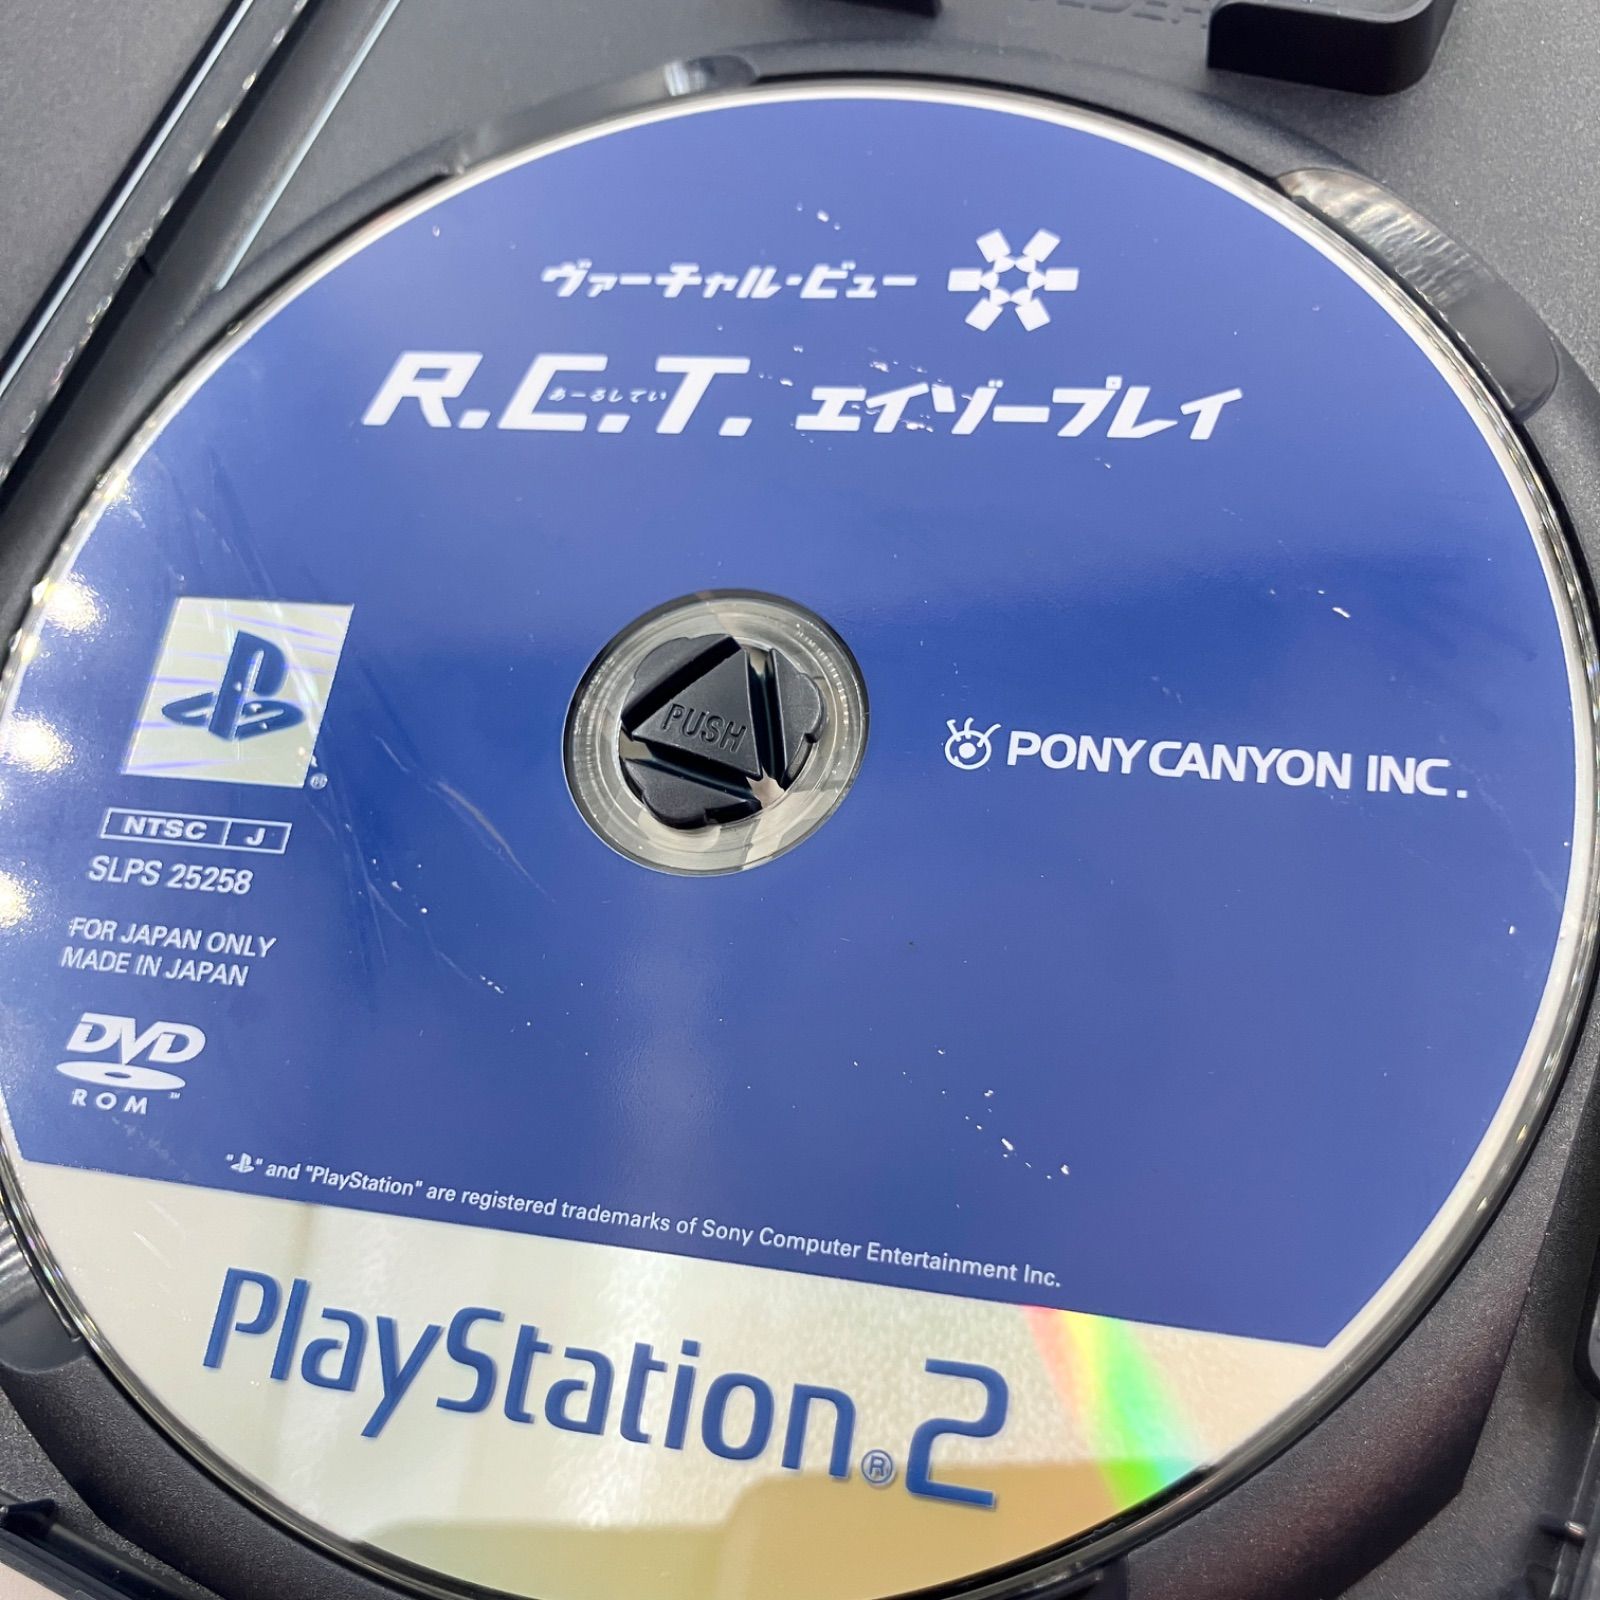 ヴァーチャル・ビュー
R.C.T. エイゾープレイ
あーるしてい
PUSH
PONY CANYON INC.
®
NTSC J
SLPS 25258
FOR JAPAN ONLY
MADE IN JAPAN
DVD
ROM ™
" " and "PlayStation" are registered trademarks of Sony Computer Entertainment Inc.
PlayStation®2